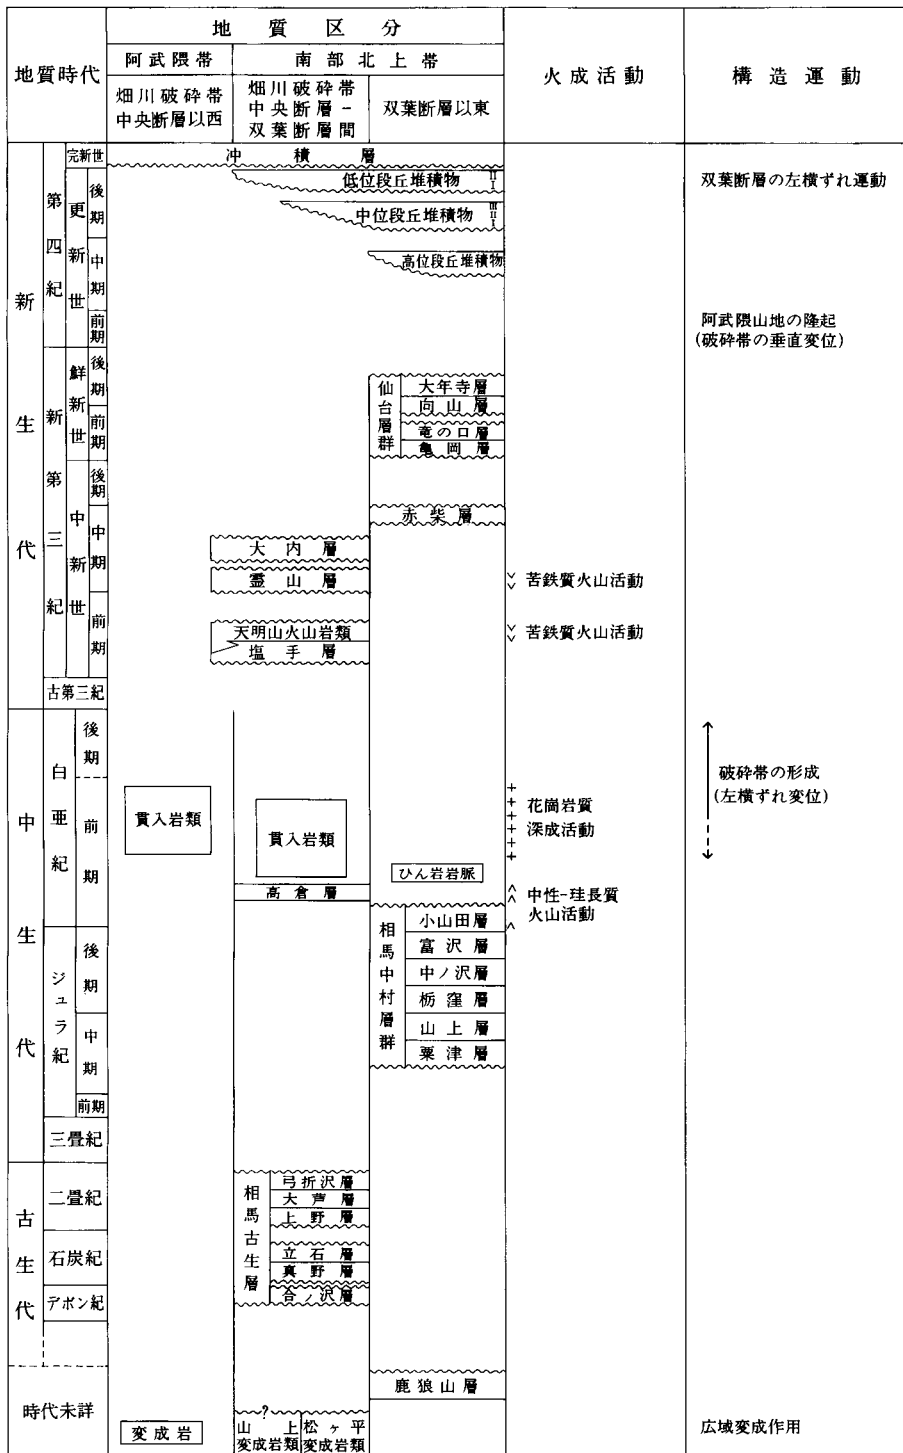 地質時代
地質区分
火成活動
構造運動
阿武隈帯
南部北上帯
畑川破砕帯
中央断層以西
畑川破砕帯
中央断層－
双葉断層間
双葉断層以東
新生代
第四紀
完新世
更新世
後期
中期
前期
新第三紀
鮮新世
後期
前期
中新世
後期
中期
前期
古第三紀
中生代
白亜紀
後期
前期
ジュラ紀
後期
中期
前期
三畳紀
古生代
二畳紀
石炭紀
デボン紀
時代未詳
冲積層
低位段丘堆積物 II I
中位段丘堆積物 III II I
高位段丘堆積物
仙台層群
大年寺層
向山層
竜の口層
亀岡層
赤柴層
大内層
霊山層
天明山火山岩類
塩手層
貫入岩類
貫入岩類
ひん岩岩脈
高倉層
相馬中村層群
小山田層
富沢層
中ノ沢層
栃窪層
山上層
粟津層
相馬古生層
弓折沢層
大芦層
上野層
立石層
真野層
合ノ沢層
鹿狼山層
変成岩
?
山上
変成岩類
松ヶ平
変成岩類
苦鉄質火山活動
苦鉄質火山活動
花崗岩質
深成活動
中性-珪長質
火山活動
双葉断層の左横ずれ運動
阿武隈山地の隆起
(破砕帯の垂直変位)
破砕帯の形成
(左横ずれ変位)
広域変成作用